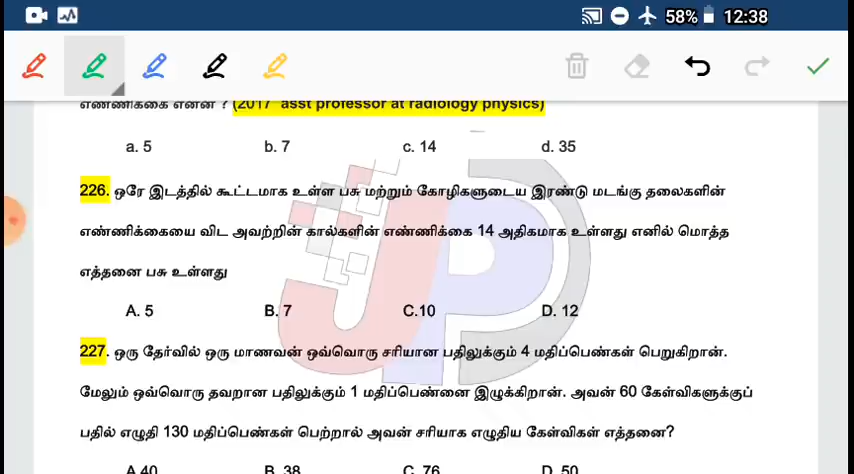 58% 12:38
எண்ணிக்கை என்ன ? (2017 asst professor at radiology physics)
a. 5 b. 7 c. 14 d. 35
226. ஒரே இடத்தில் கூட்டமாக உள்ள பசு மற்றும் கோழிகளுடைய இரண்டு மடங்கு தலைகளின்
எண்ணிக்கையை விட அவற்றின் கால்களின் எண்ணிக்கை 14 அதிகமாக உள்ளது எனில் மொத்த
எத்தனை பசு உள்ளது
A. 5 B. 7 C.10 D. 12
227. ஒரு தேர்வில் ஒரு மாணவன் ஒவ்வொரு சரியான பதிலுக்கும் 4 மதிப்பெண்கள் பெறுகிறான்.
மேலும் ஒவ்வொரு தவறான பதிலுக்கும் 1 மதிப்பெண்னை இழுக்கிறான். அவன் 60 கேள்விகளுக்குப்
பதில் எழுதி 130 மதிப்பெண்கள் பெற்றால் அவன் சரியாக எழுதிய கேள்விகள் எத்தனை?
A.40 B. 38 C. 76 D. 50